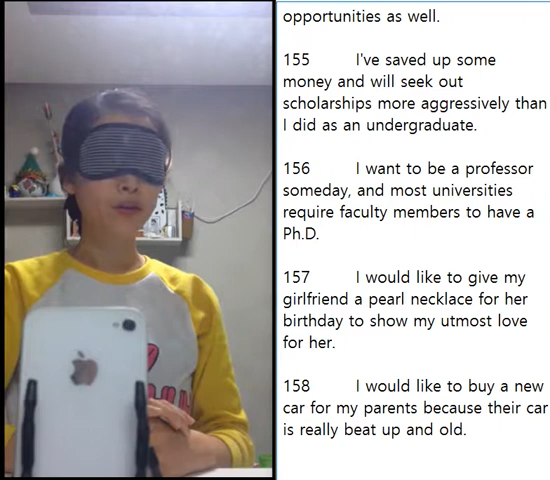 opportunities as well.
155 I've saved up some
money and will seek out
scholarships more aggressively than
I did as an undergraduate.
156 I want to be a professor
someday, and most universities
require faculty members to have a
Ph.D.
157 I would like to give my
girlfriend a pearl necklace for her
birthday to show my utmost love
for her.
158 I would like to buy a new
car for my parents because their car
is really beat up and old.